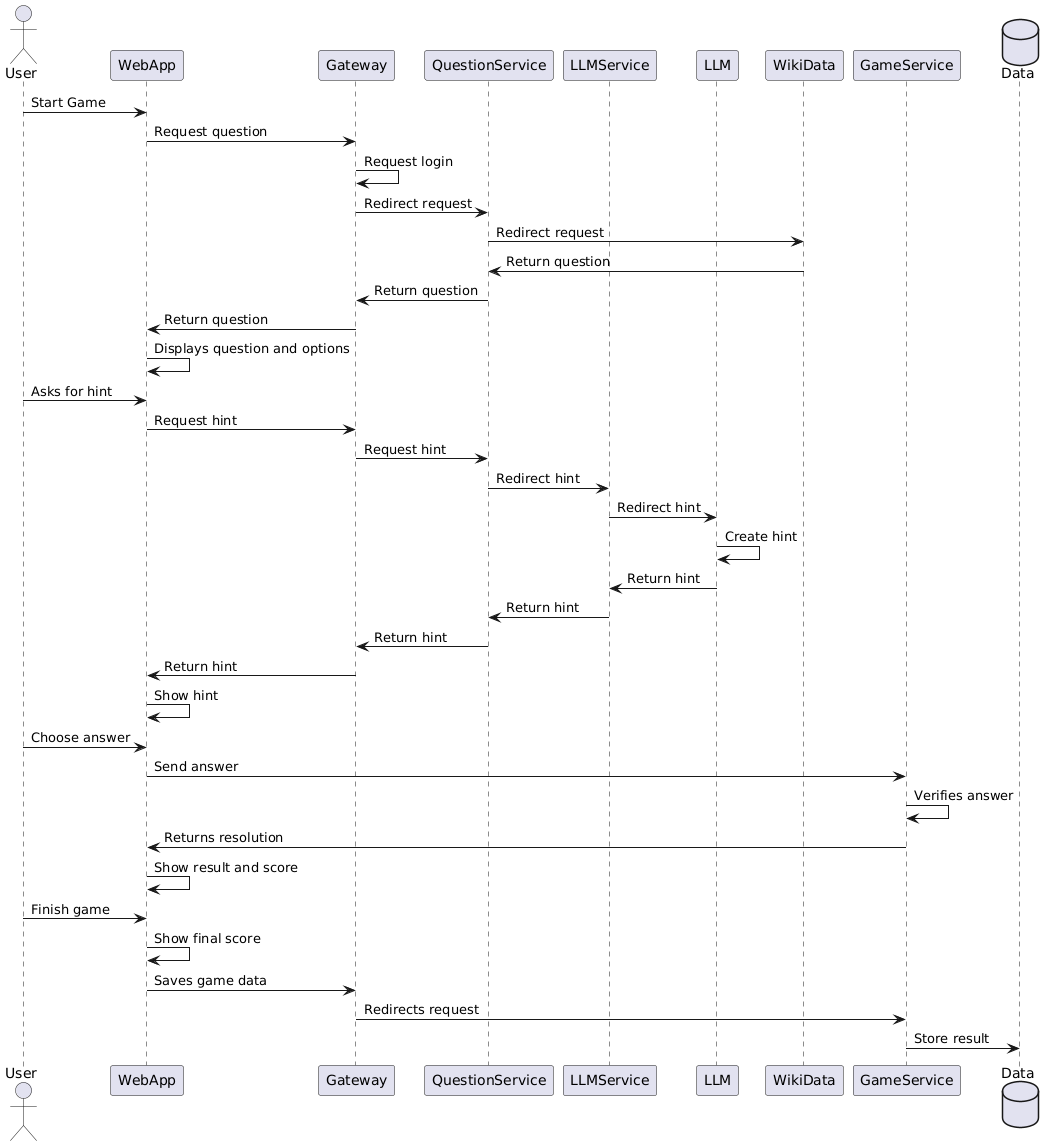 User
WebApp
Gateway
QuestionService
LLMService
LLM
WikiData
GameService
Data
Start Game
Request question
Request login
Redirect request
Redirect request
Return question
Return question
Return question
Displays question and options
Asks for hint
Request hint
Request hint
Redirect hint
Redirect hint
Create hint
Return hint
Return hint
Return hint
Return hint
Show hint
Choose answer
Send answer
Verifies answer
Returns resolution
Show result and score
Finish game
Show final score
Saves game data
Redirects request
Store result
User
WebApp
Gateway
QuestionService
LLMService
LLM
WikiData
GameService
Data